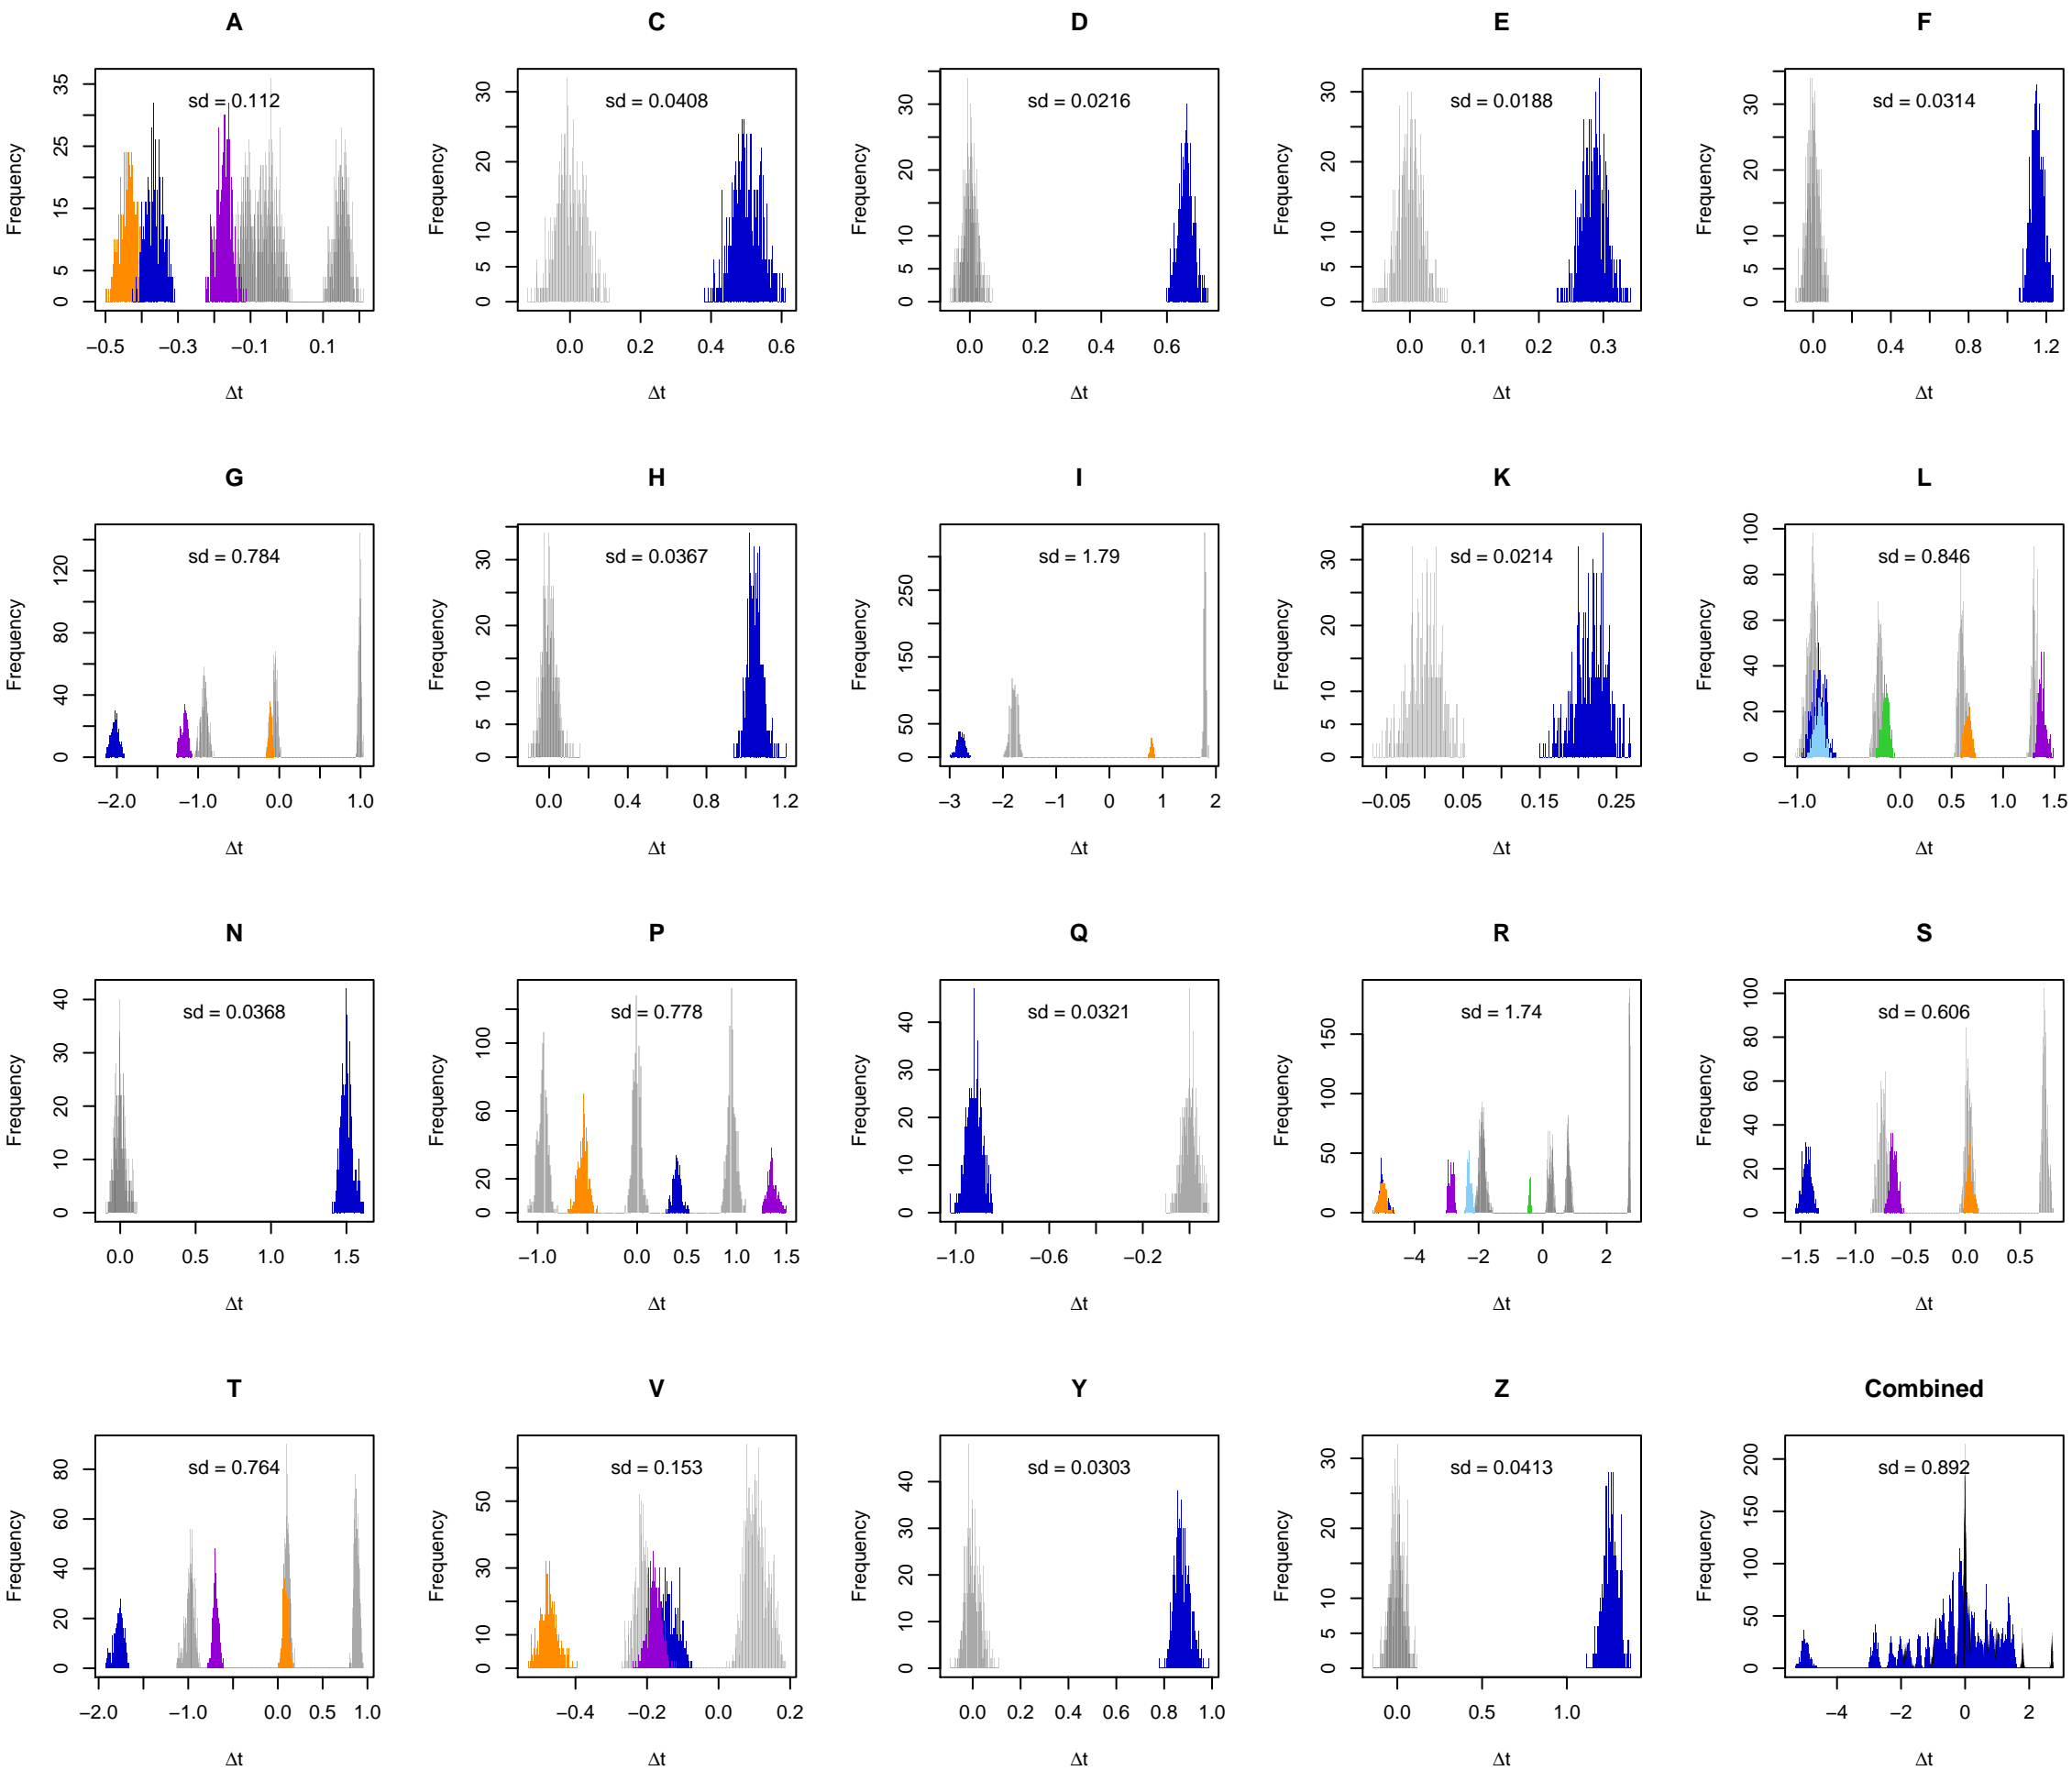 A
C
D
E
F
sd = 0.112
sd = 0.0408
sd = 0.0216
sd = 0.0188
sd = 0.0314
Frequency
0 5 15 25 35
−0.5 −0.3 −0.1 0.1
Δt
Frequency
0 5 10 20 30
0.0 0.2 0.4 0.6
Δt
Frequency
0 5 10 20 30
0.0 0.2 0.4 0.6
Δt
Frequency
0 5 10 20 30
0.0 0.1 0.2 0.3
Δt
Frequency
0 5 10 20 30
0.0 0.4 0.8 1.2
Δt
G
H
I
K
L
sd = 0.784
sd = 0.0367
sd = 1.79
sd = 0.0214
sd = 0.846
Frequency
0 40 80 120
−2.0 −1.0 0.0 1.0
Δt
Frequency
0 5 10 20 30
0.0 0.4 0.8 1.2
Δt
Frequency
0 50 150 250
−3 −2 −1 0 1 2
Δt
Frequency
0 5 10 20 30
−0.05 0.05 0.15 0.25
Δt
Frequency
0 20 40 60 80 100
−1.0 0.0 0.5 1.0 1.5
Δt
N
P
Q
R
S
sd = 0.0368
sd = 0.778
sd = 0.0321
sd = 1.74
sd = 0.606
Frequency
0 10 20 30 40
0.0 0.5 1.0 1.5
Δt
Frequency
0 20 60 100
−1.0 0.0 0.5 1.0 1.5
Δt
Frequency
0 10 20 30 40
−1.0 −0.6 −0.2
Δt
Frequency
0 50 100 150
−4 −2 0 2
Δt
Frequency
0 20 40 60 80 100
−1.5 −1.0 −0.5 0.0 0.5
Δt
T
V
Y
Z
Combined
sd = 0.764
sd = 0.153
sd = 0.0303
sd = 0.0413
sd = 0.892
Frequency
0 20 40 60 80
−2.0 −1.0 0.0 0.5 1.0
Δt
Frequency
0 10 30 50
−0.4 −0.2 0.0 0.2
Δt
Frequency
0 10 20 30 40
0.0 0.2 0.4 0.6 0.8 1.0
Δt
Frequency
0 5 10 20 30
0.0 0.5 1.0
Δt
Frequency
0 50 100 150 200
−4 −2 0 2
Δt